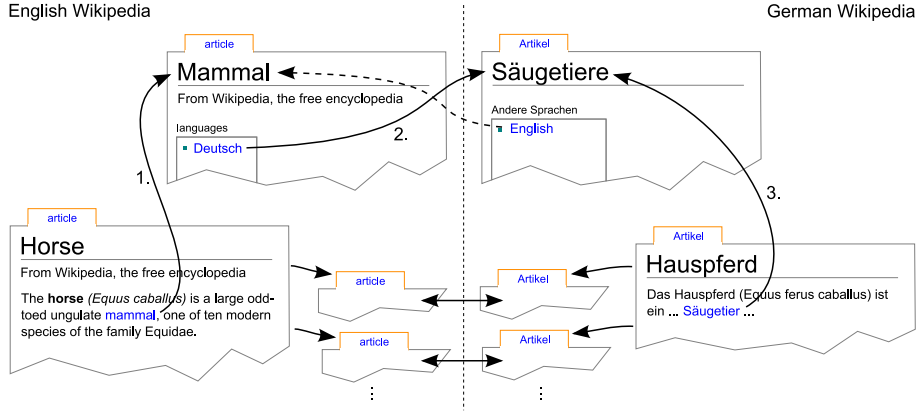 English Wikipedia
German Wikipedia
article
Mammal
From Wikipedia, the free encyclopedia
languages
Deutsch
Artikel
Säugetiere
Andere Sprachen
English
1.
2.
3.
article
Horse
From Wikipedia, the free encyclopedia
The horse (Equus caballus) is a large odd-
toed ungulate mammal, one of ten modern
species of the family Equidae.
article
Artikel
article
Artikel
⋮
⋮
Artikel
Hauspferd
Das Hauspferd (Equus ferus caballus) ist
ein ... Säugetier ...